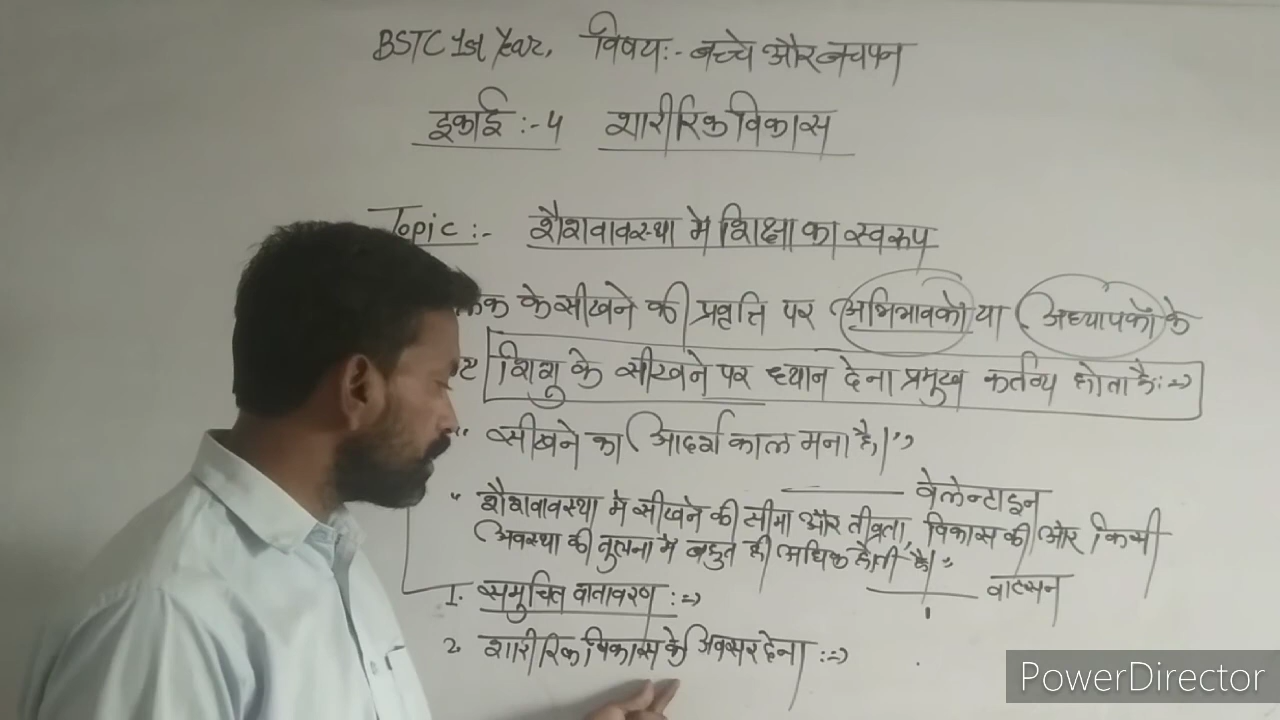 BSTC 1st Year, विषय:- बच्चे और बचपन
इकाई :- 4 शारीरिक विकास
Topic :- शैशवावस्था मे शिक्षा का स्वरूप
के सीखने की प्रवृत्ति पर अभिभावकों या अध्यापकों के
शिशु के सीखने पर ध्यान देना प्रमुख कर्तव्य होता है :=>
सीखने का आदर्श काल मना है।"
वेलेन्टाइन
"शैशवावस्था मे सीखने की सीमा और तीव्रता, विकास की और किसी
अवस्था की तुलना मे बहुत ही अधिक होती है।"
वाटसन
1. समुचित वातावरण :=>
2. शारीरिक विकास के अवसर देना :=>
PowerDirector